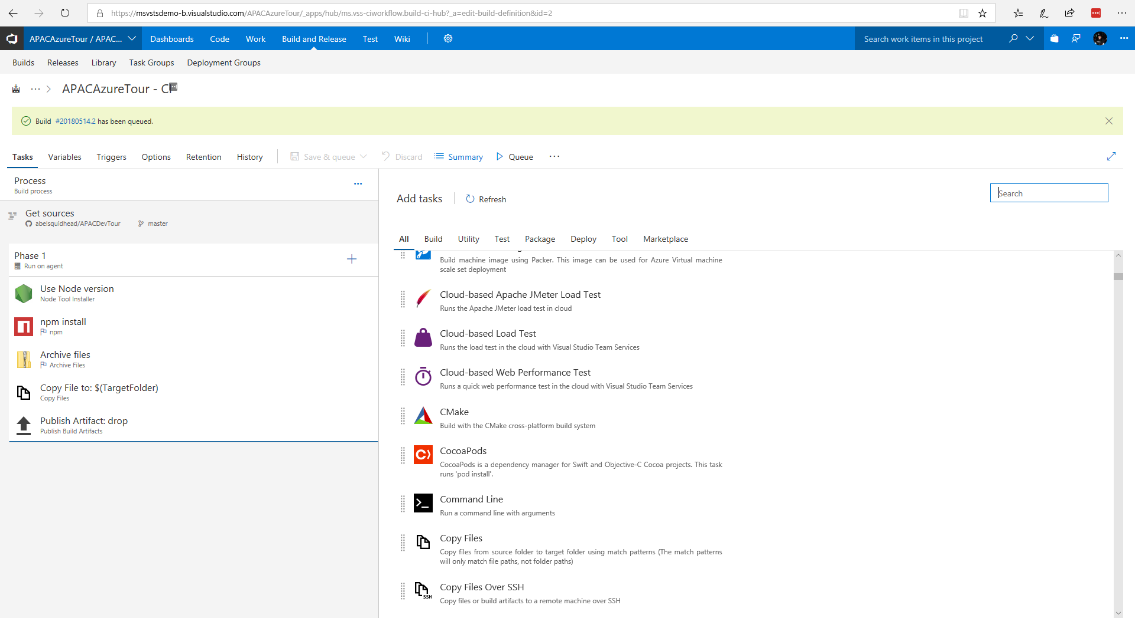 https://msvstsdemo-b.visualstudio.com/APACAzureTour/_apps/hub/ms.vss-ciworkflow.build-ci-hub?_a=edit-build-definition&id=2
APACAzureTour / APAC...
Dashboards
Code
Work
Build and Release
Test
Wiki
Search work items in this project
Builds
Releases
Library
Task Groups
Deployment Groups
APACAzureTour - CI
Build #20180514.2 has been queued.
Tasks
Variables
Triggers
Options
Retention
History
Save & queue
Discard
Summary
Queue
Process
Build process
Get sources
abelsquidhead/APACDevTour
master
Phase 1
Run on agent
Use Node version
Node Tool Installer
npm install
npm
Archive files
Archive Files
Copy File to: $(TargetFolder)
Copy Files
Publish Artifact: drop
Publish Build Artifacts
Add tasks
Refresh
Search
All
Build
Utility
Test
Package
Deploy
Tool
Marketplace
Build machine image using Packer. This image can be used for Azure Virtual machine
scale set deployment
Cloud-based Apache JMeter Load Test
Runs the Apache JMeter load test in cloud
Cloud-based Load Test
Runs the load test in the cloud with Visual Studio Team Services
Cloud-based Web Performance Test
Runs a quick web performance test in the cloud with Visual Studio Team Services
CMake
Build with the CMake cross-platform build system
CocoaPods
CocoaPods is a dependency manager for Swift and Objective-C Cocoa projects. This task
runs 'pod install'.
Command Line
Run a command line with arguments
Copy Files
Copy files from source folder to target folder using match patterns (The match patterns
will only match file paths, not folder paths)
Copy Files Over SSH
SSH
Copy files or build artifacts to a remote machine over SSH